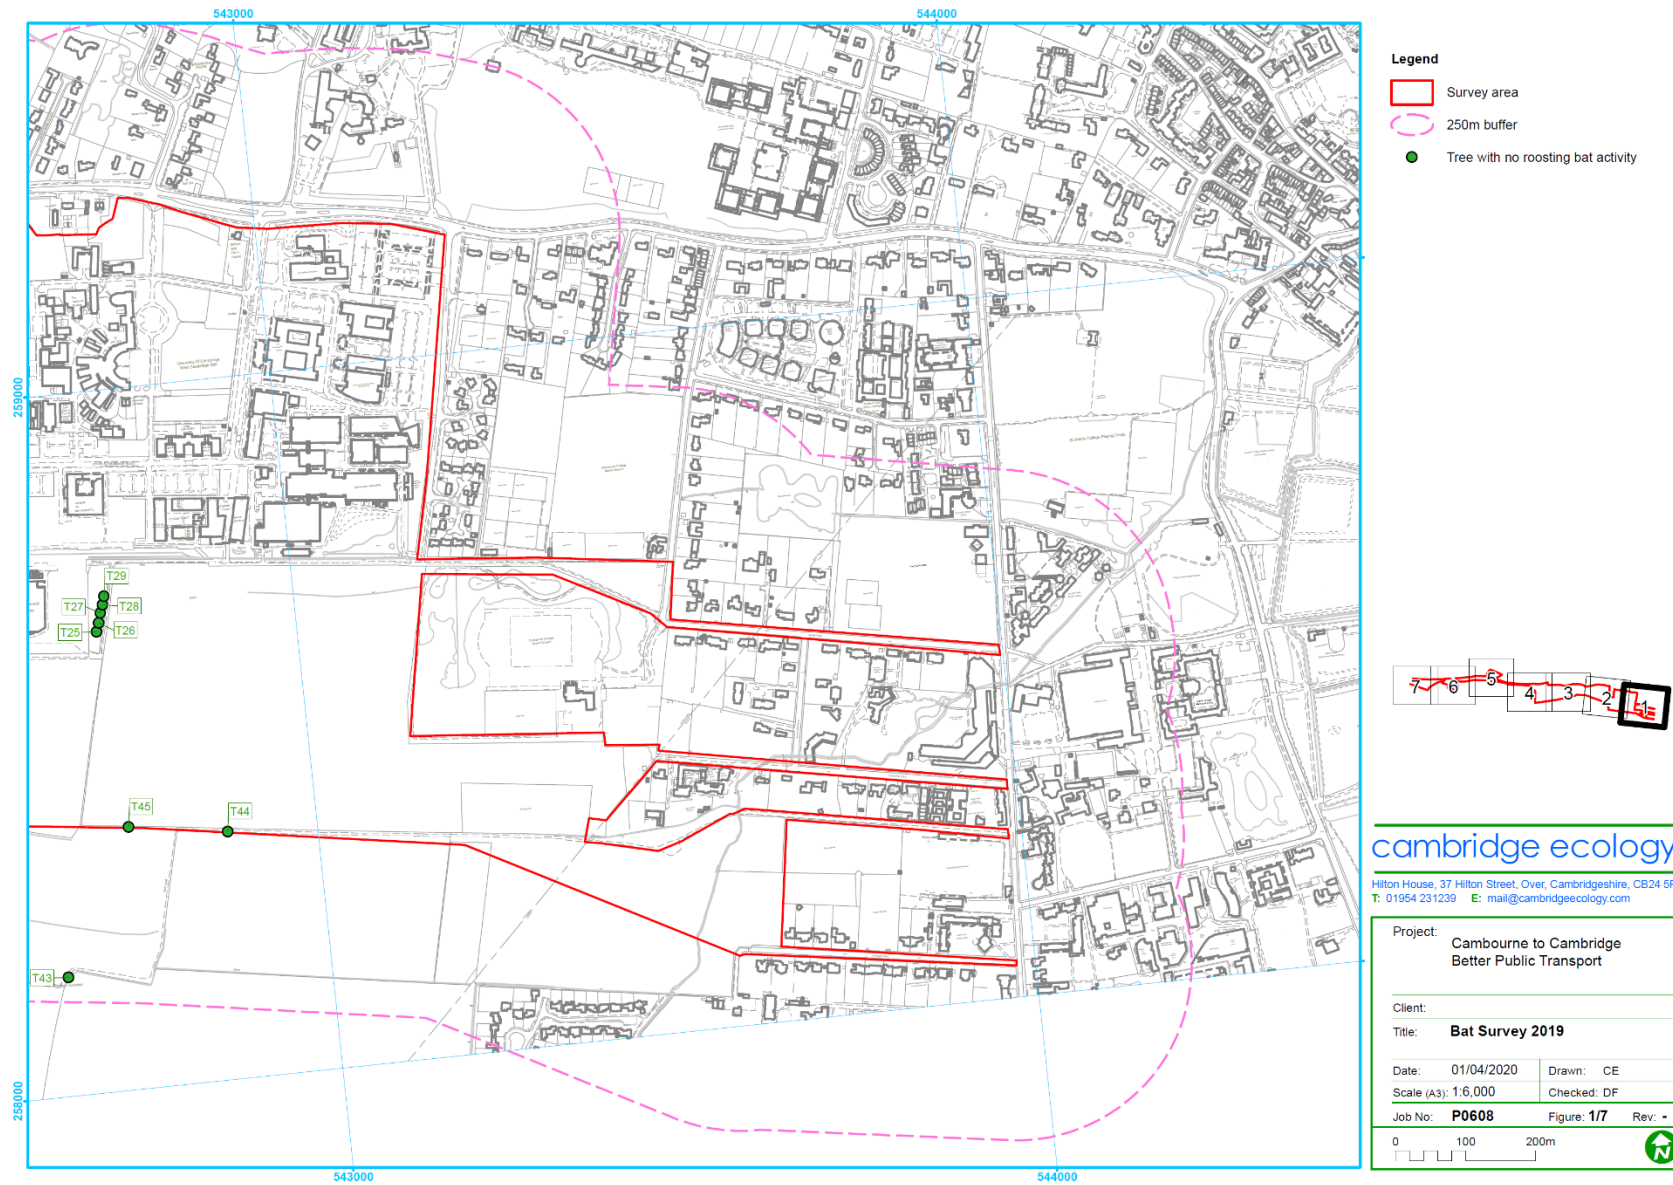 543000
544000
259000
258000
543000
544000
T29
T27
T28
T25
T26
T45
T44
T43
Legend
Survey area
250m buffer
Tree with no roosting bat activity
7
6
5
4
3
2
1
cambridge ecology
Hilton House, 37 Hilton Street, Over, Cambridgeshire, CB24 5P
T: 01954 231239 E: mail@cambridgeecology.com
Project:
Cambourne to Cambridge
Better Public Transport
Client:
Title: Bat Survey 2019
Date: 01/04/2020 Drawn: CE
Scale (A3): 1:6,000 Checked: DF
Job No: P0608 Figure: 1/7 Rev: -
0 100 200m
N